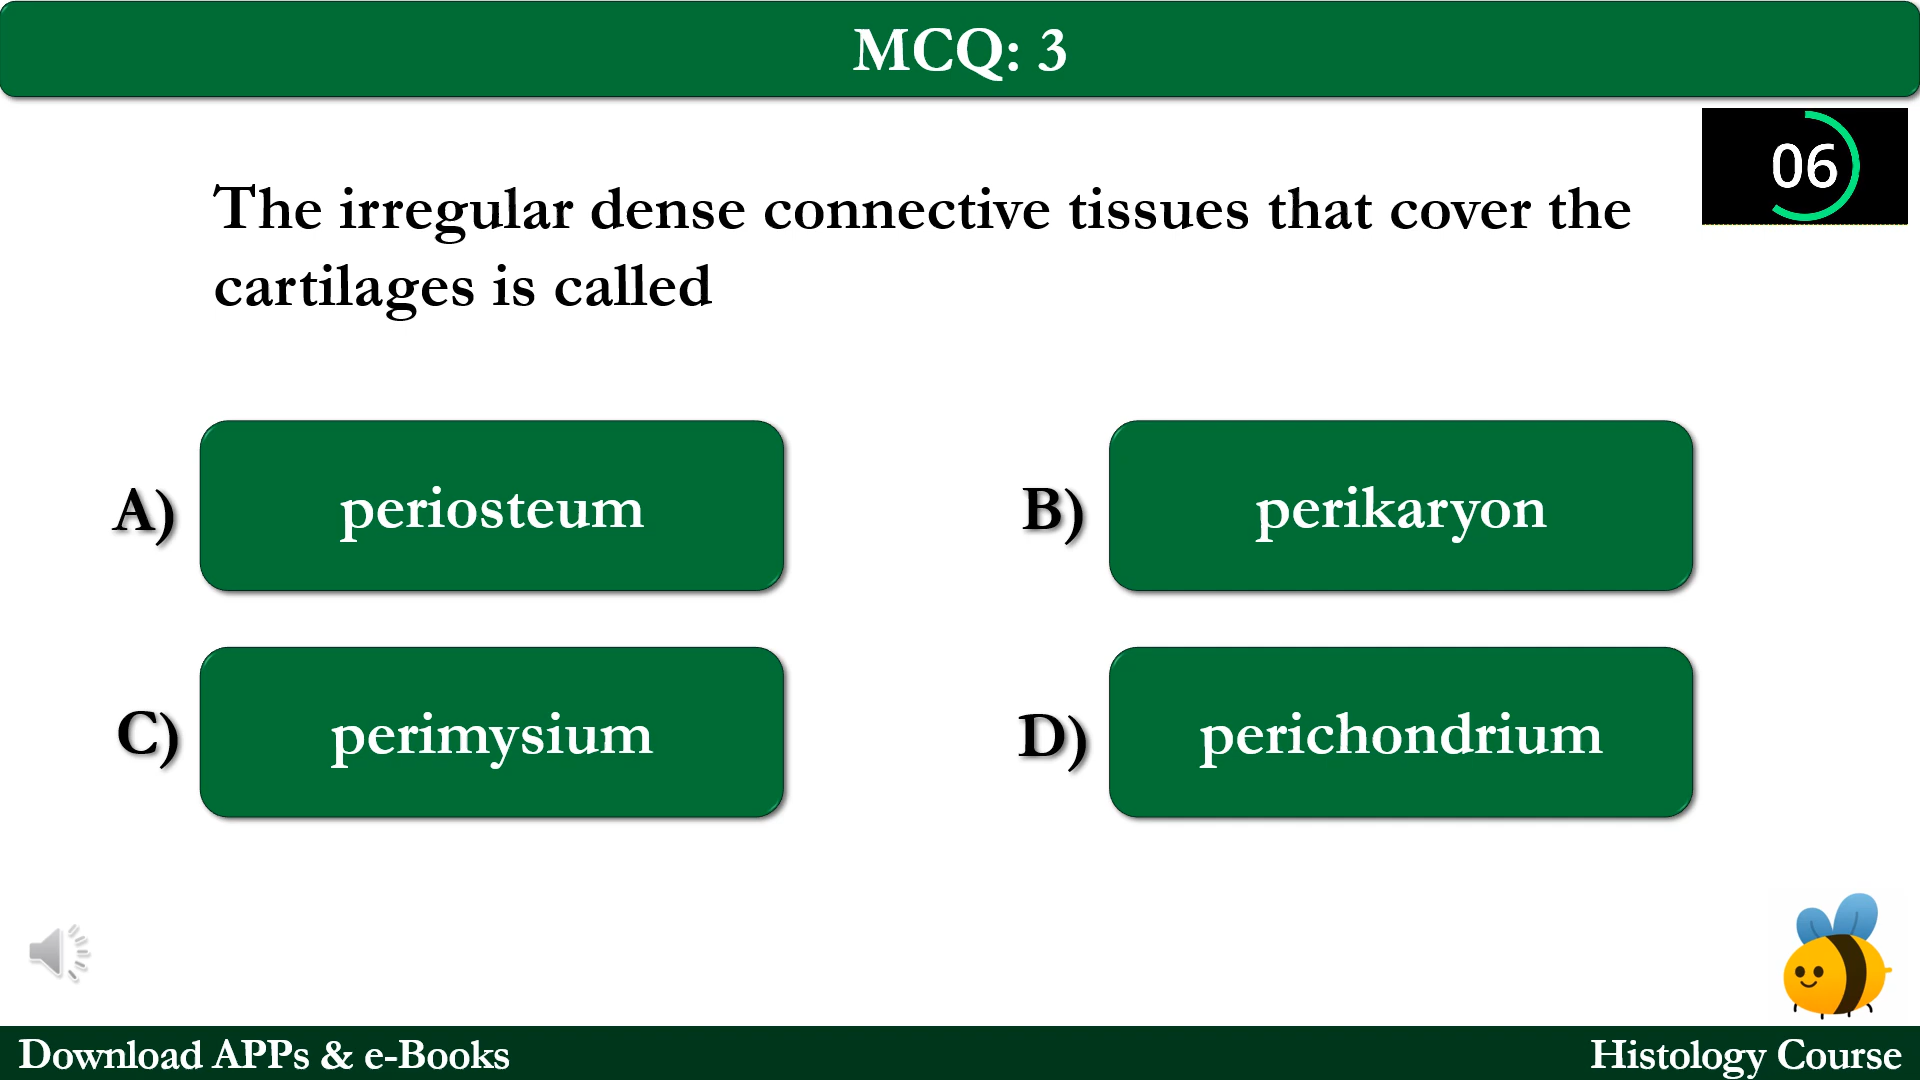 MCQ: 3
06
The irregular dense connective tissues that cover the
cartilages is called
A) periosteum
B) perikaryon
C) perimysium
D) perichondrium
Download APPs & e-Books
Histology Course